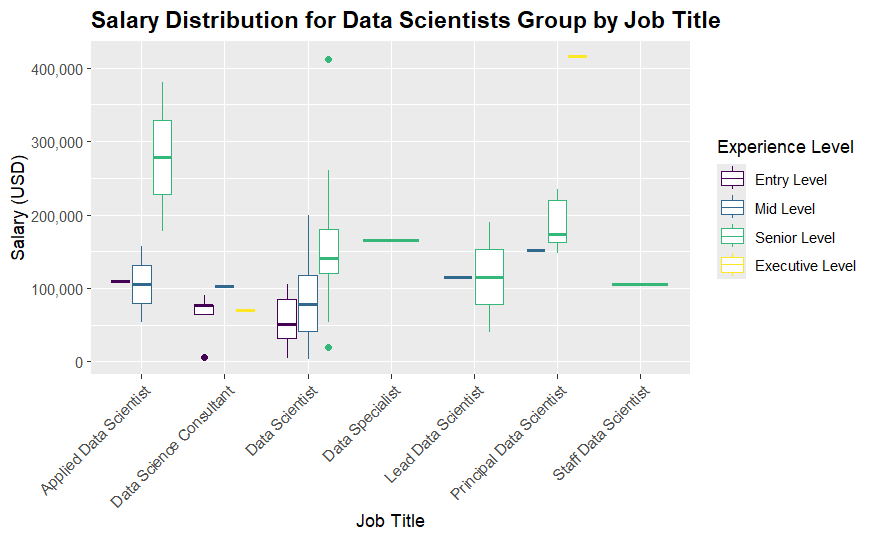 Salary Distribution for Data Scientists Group by Job Title
Salary (USD)
400,000
300,000
200,000
100,000
0
Applied Data Scientist
Data Science Consultant
Data Scientist
Data Specialist
Lead Data Scientist
Principal Data Scientist
Staff Data Scientist
Job Title
Experience Level
Entry Level
Mid Level
Senior Level
Executive Level